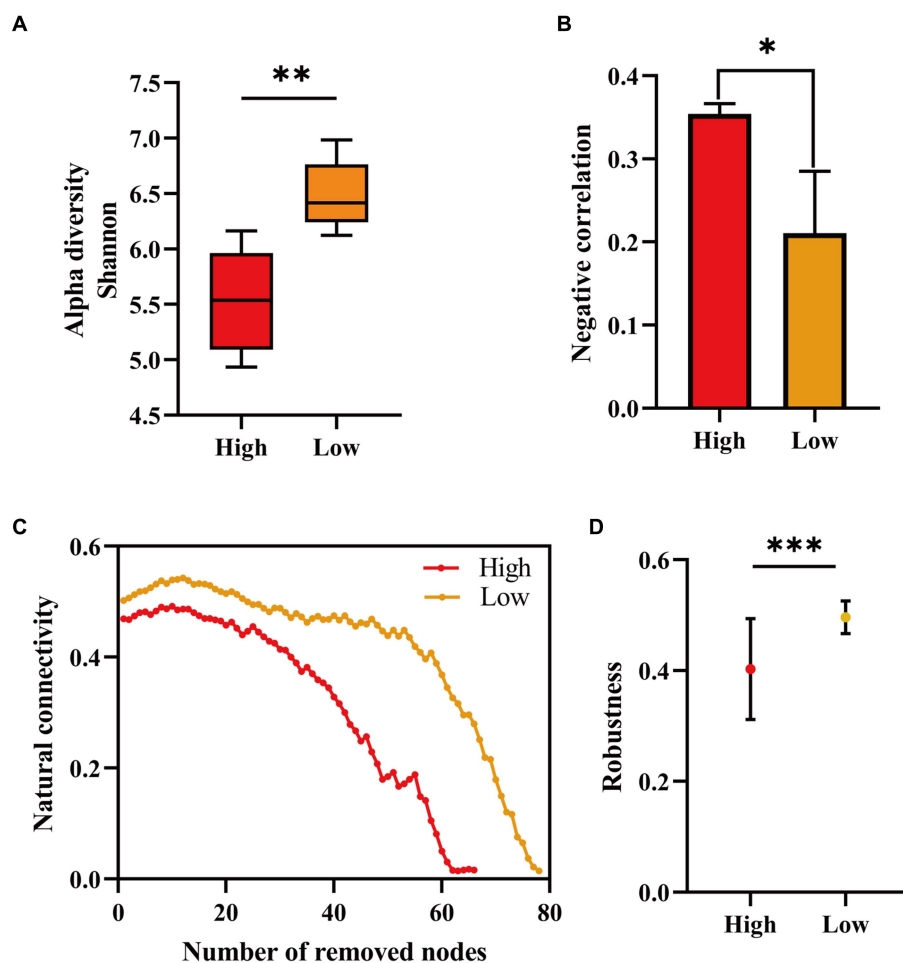 A
**
7.5
7.0
6.5
6.0
5.5
5.0
4.5
Alpha diversity
Shannon
High Low
B
*
0.4
0.3
0.2
0.1
0.0
Negative correlation
High Low
C
0.6
0.4
0.2
0.0
Natural connectivity
High
Low
0 20 40 60 80
Number of removed nodes
D
***
0.6
0.4
0.2
0.0
Robustness
High Low